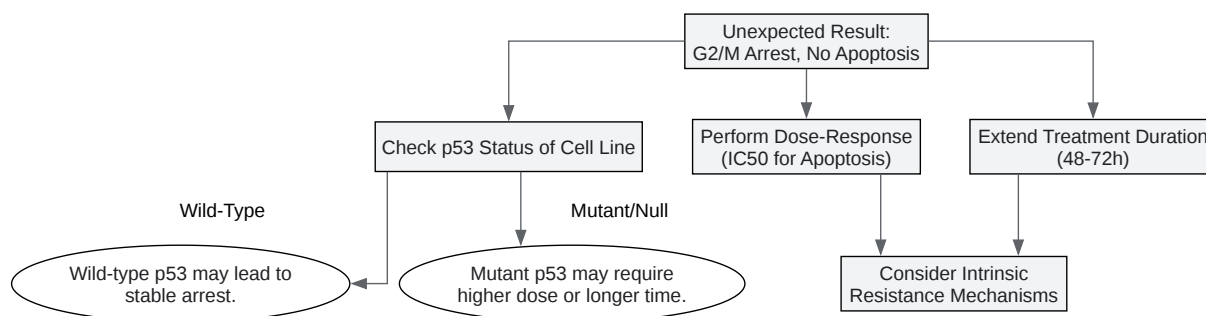 Unexpected Result:
G2/M Arrest, No Apoptosis
Check p53 Status of Cell Line
Perform Dose-Response
(IC50 for Apoptosis)
Extend Treatment Duration
(48-72h)
Wild-Type
Mutant/Null
Wild-type p53 may lead to
stable arrest.
Mutant p53 may require
higher dose or longer time.
Consider Intrinsic
Resistance Mechanisms